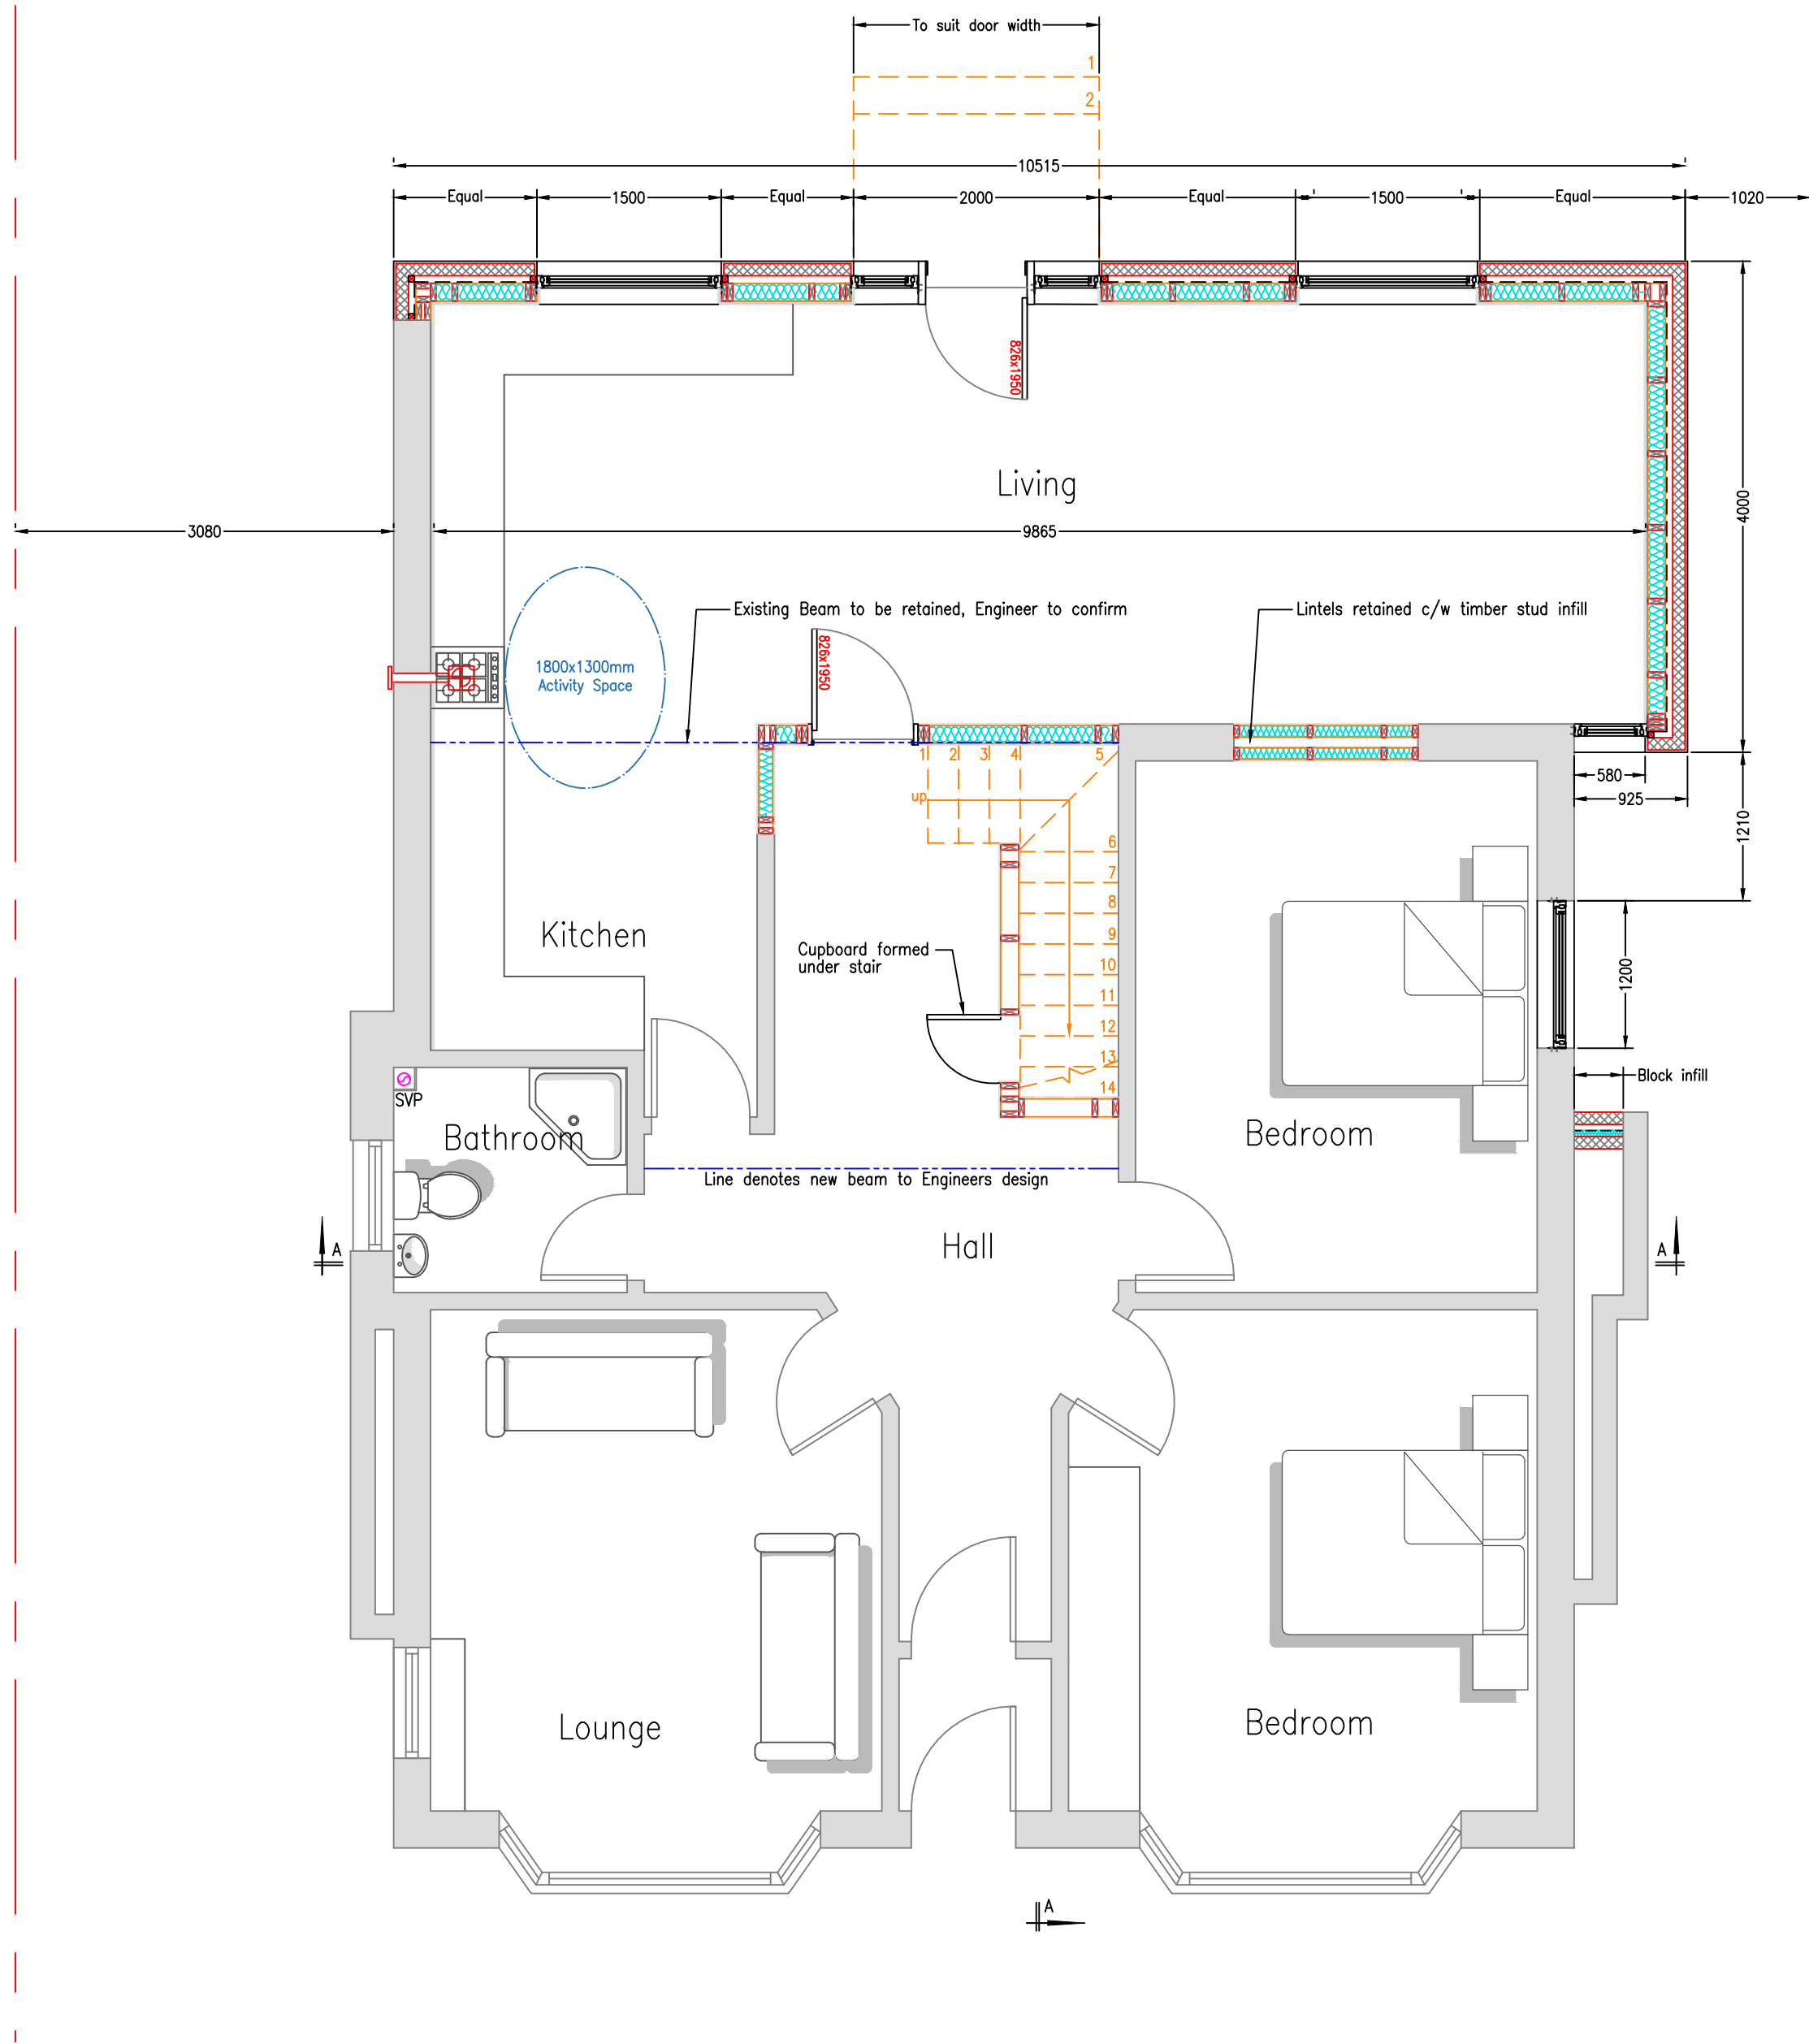 To suit door width
1
2
10515
Equal
1500
Equal
2000
Equal
1500
Equal
1020
826x1950
Living
4000
3080
9865
Existing Beam to be retained, Engineer to confirm
Lintels retained c/w timber stud infill
826x1950
1800x1300mm
Activity Space
1
2
3
4
5
up
580
925
1210
6
7
8
9
10
11
12
13
14
Kitchen
Cupboard formed
under stair
1200
Block infill
SVP
Bathroom
Bedroom
Line denotes new beam to Engineers design
Hall
A
A
Lounge
Bedroom
A